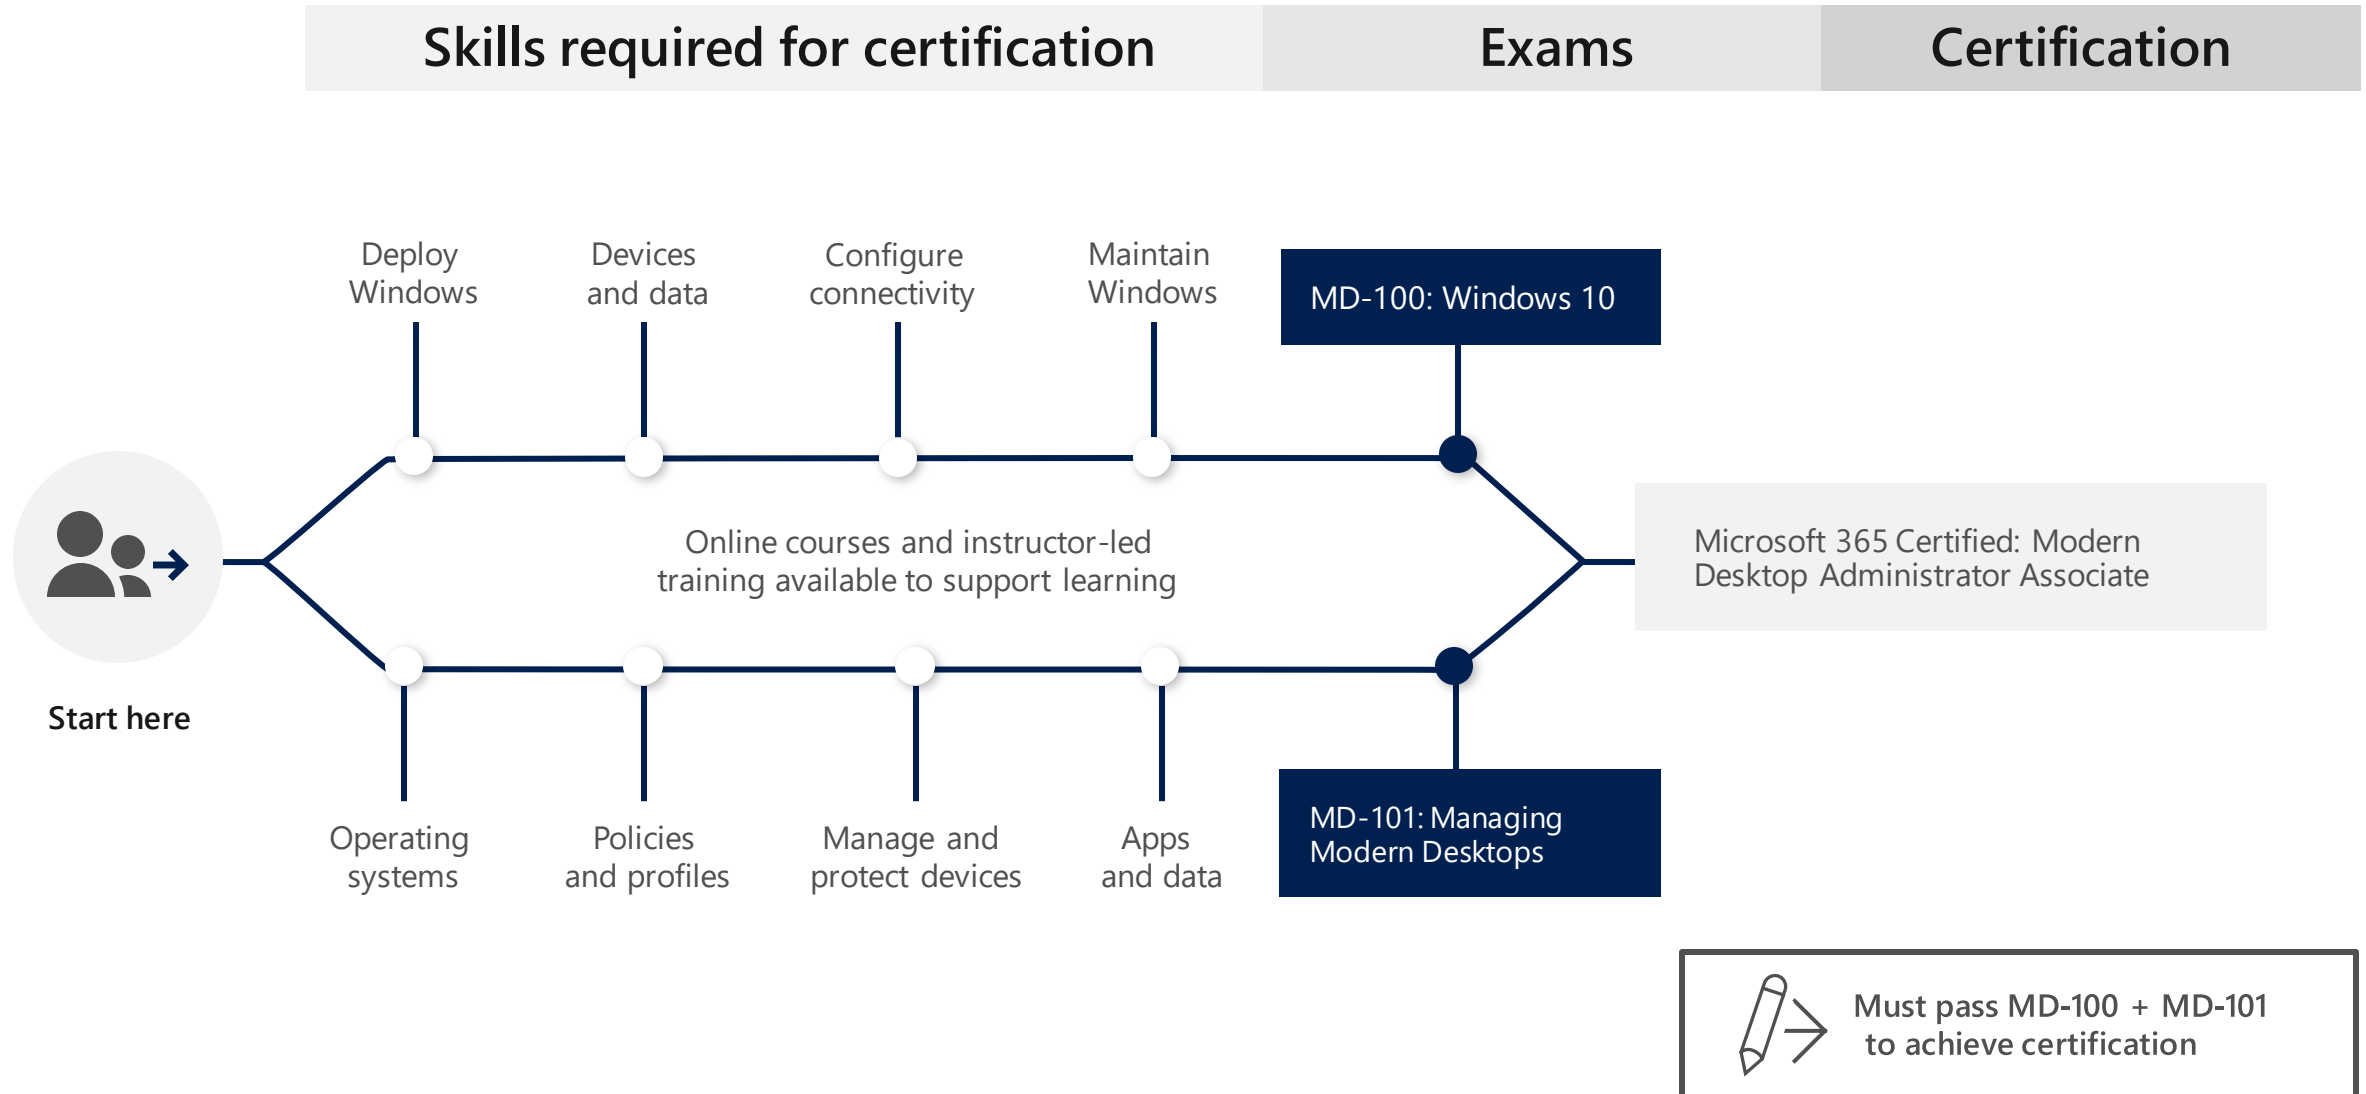 Skills required for certification
Exams
Certification
Deploy
Windows
Devices
and data
Configure
connectivity
Maintain
Windows
MD-100: Windows 10
Online courses and instructor-led
training available to support learning
Microsoft 365 Certified: Modern
Desktop Administrator Associate
Start here
Operating
systems
Policies
and profiles
Manage and
protect devices
Apps
and data
MD-101: Managing
Modern Desktops
Must pass MD-100 + MD-101
to achieve certification